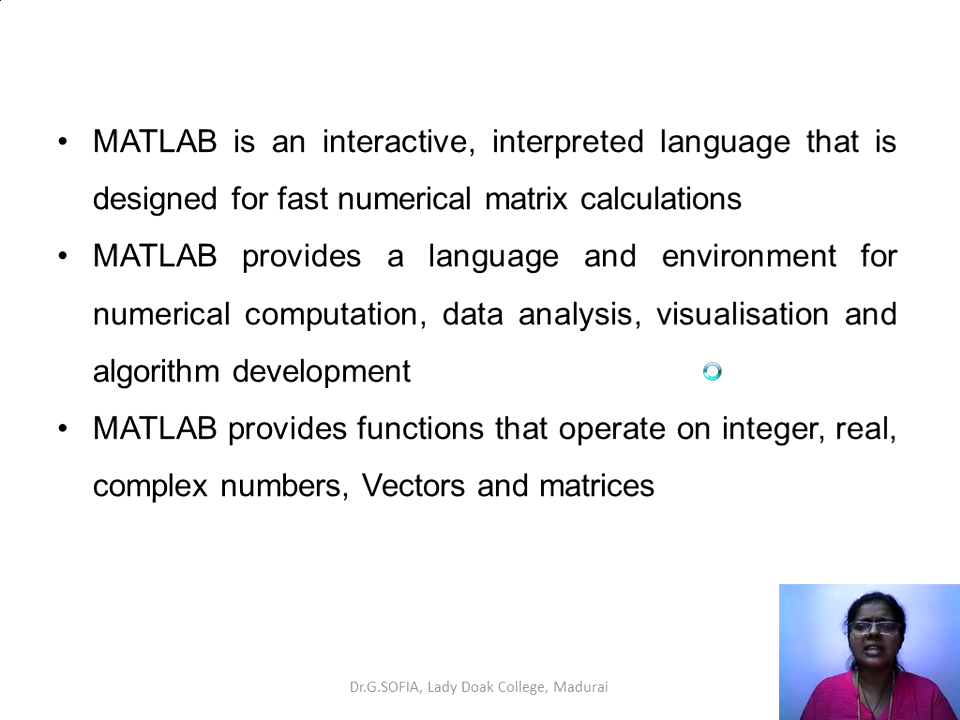 • MATLAB is an interactive, interpreted language that is
designed for fast numerical matrix calculations
• MATLAB provides a language and environment for
numerical computation, data analysis, visualisation and
algorithm development
• MATLAB provides functions that operate on integer, real,
complex numbers, Vectors and matrices
Dr.G.SOFIA, Lady Doak College, Madurai